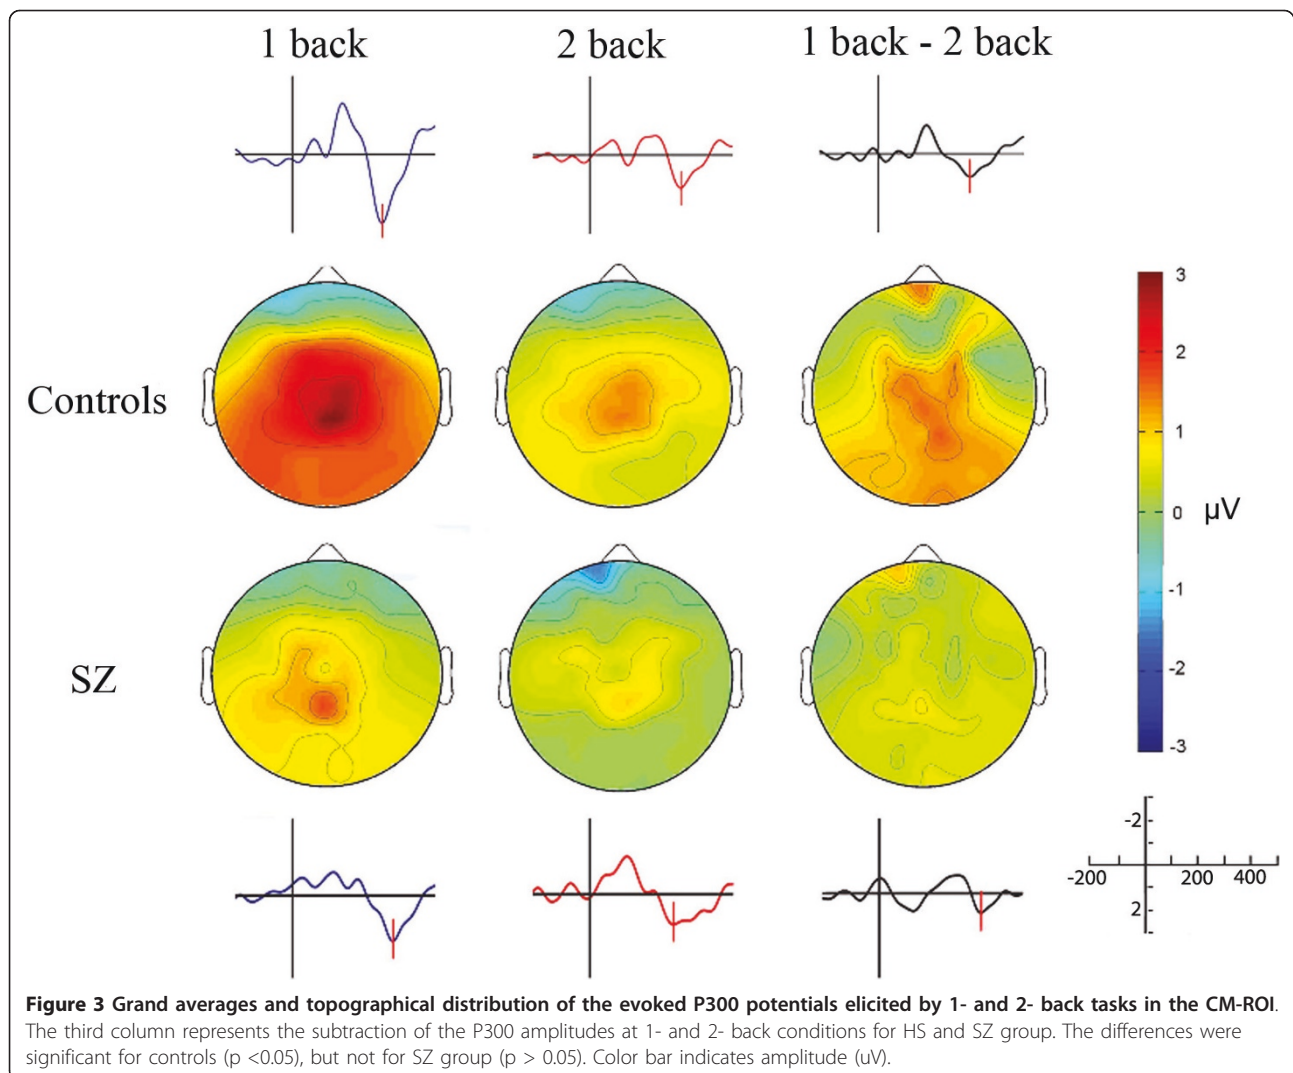 1 back 2 back 1 back - 2 back
3
2
Controls
1
0 µV
-1
SZ
-2
-3
-2
-200 200 400
2
Figure 3 Grand averages and topographical distribution of the evoked P300 potentials elicited by 1- and 2- back tasks in the CM-ROI.
The third column represents the subtraction of the P300 amplitudes at 1- and 2- back conditions for HS and SZ group. The differences were
significant for controls (p <0.05), but not for SZ group (p > 0.05). Color bar indicates amplitude (uV).